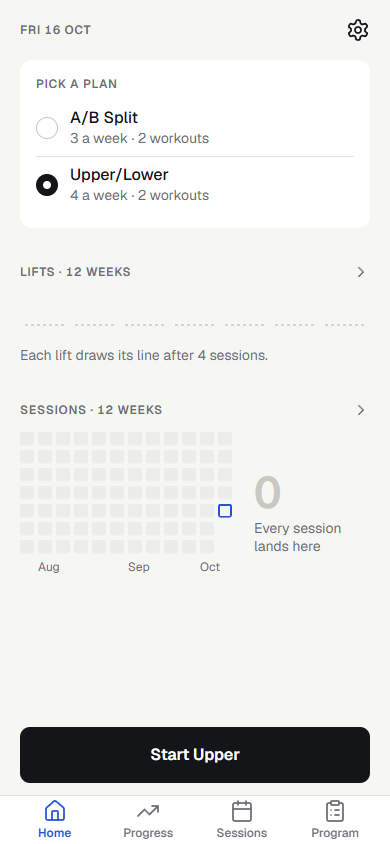 FRI 16 OCT
PICK A PLAN
A/B Split
3 a week · 2 workouts
Upper/Lower
4 a week · 2 workouts
LIFTS · 12 WEEKS
Each lift draws its line after 4 sessions.
SESSIONS · 12 WEEKS
0
Every session
lands here
Aug Sep Oct
Start Upper
Home Progress Sessions Program